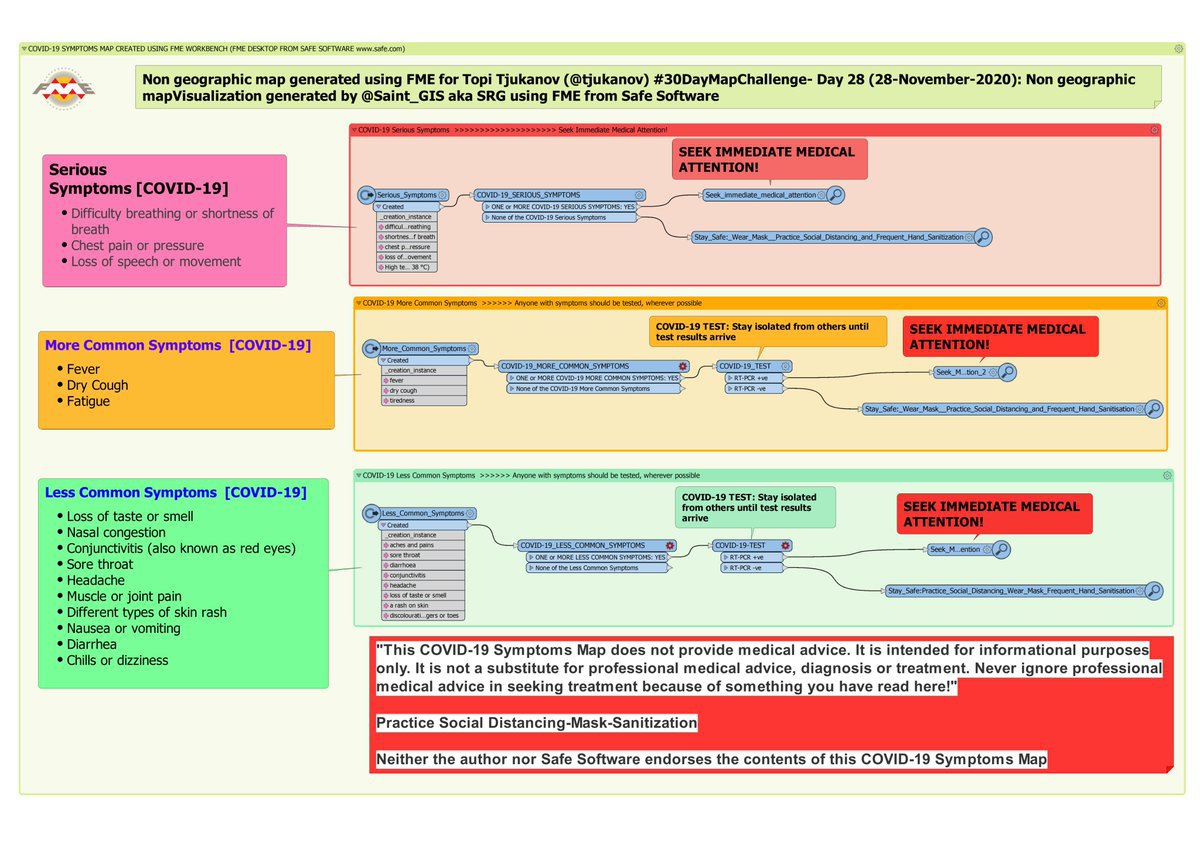 COVID-19 SYMPTOMS MAP CREATED USING FME WORKBENCH (FME DESKTOP FROM SAFE SOFTWARE www.safe.com)
FME
Non geographic map generated using FME for Topi Tjukanov (@tjukanov) #30DayMapChallenge- Day 28 (28-November-2020): Non geographic
mapVisualization generated by @Saint_GIS aka SRG using FME from Safe Software
Serious
Symptoms [COVID-19]
• Difficulty breathing or shortness of
breath
• Chest pain or pressure
• Loss of speech or movement
COVID-19 Serious Symptoms >>>>>>>>>>>>>>>>>>>> Seek Immediate Medical Attention!
SEEK IMMEDIATE MEDICAL
ATTENTION!
Serious_Symptoms
Created
_creation_instance
difficul...reathing
shortnes...f breath
chest p...ressure
loss of...ovement
High te... 38 °C)
COVID-19_SERIOUS_SYMPTOMS
ONE or MORE COVID-19 SERIOUS SYMPTOMS: YES
None of the COVID-19 Serious Symptoms
Seek_immediate_medical_attention
Stay_Safe:_Wear_Mask__Practice_Social_Distancing_and_Frequent_Hand_Sanitization
More Common Symptoms [COVID-19]
• Fever
• Dry Cough
• Fatigue
COVID-19 More Common Symptoms >>>>>> Anyone with symptoms should be tested, wherever possible
COVID-19 TEST: Stay isolated from others until
test results arrive
SEEK IMMEDIATE MEDICAL
ATTENTION!
More_Common_Symptoms
Created
_creation_instance
fever
dry cough
tiredness
COVID-19_MORE_COMMON_SYMPTOMS
ONE or MORE COVID-19 MORE COMMON SYMPTOMS: YES
None of the COVID-19 More Common Symptoms
COVID-19_TEST
RT-PCR +ve
RT-PCR -ve
Seek_M...tion_2
Stay_Safe:_Wear_Mask__Practice_Social_Distancing_and_Frequent_Hand_Sanitisation
Less Common Symptoms [COVID-19]
• Loss of taste or smell
• Nasal congestion
• Conjunctivitis (also known as red eyes)
• Sore throat
• Headache
• Muscle or joint pain
• Different types of skin rash
• Nausea or vomiting
• Diarrhea
• Chills or dizziness
COVID-19 Less Common Symptoms >>>>>> Anyone with symptoms should be tested, wherever possible
COVID-19 TEST: Stay isolated
from others until test results
arrive
SEEK IMMEDIATE MEDICAL
ATTENTION!
Less_Common_Symptoms
Created
_creation_instance
aches and pains
sore throat
diarrhoea
conjunctivitis
headache
loss of taste or smell
a rash on skin
discolourati...gers or toes
COVID-19_LESS_COMMON_SYMPTOMS
ONE or MORE LESS COMMON SYMPTOMS: YES
None of the Less Common Symptoms
COVID-19-TEST
RT-PCR +ve
RT-PCR -ve
Seek_M...ention
Stay_Safe:Practice_Social_Distancing_Wear_Mask_Frequent_Hand_Sanitisation
"This COVID-19 Symptoms Map does not provide medical advice. It is intended for informational purposes
only. It is not a substitute for professional medical advice, diagnosis or treatment. Never ignore professional
medical advice in seeking treatment because of something you have read here!"
Practice Social Distancing-Mask-Sanitization
Neither the author nor Safe Software endorses the contents of this COVID-19 Symptoms Map